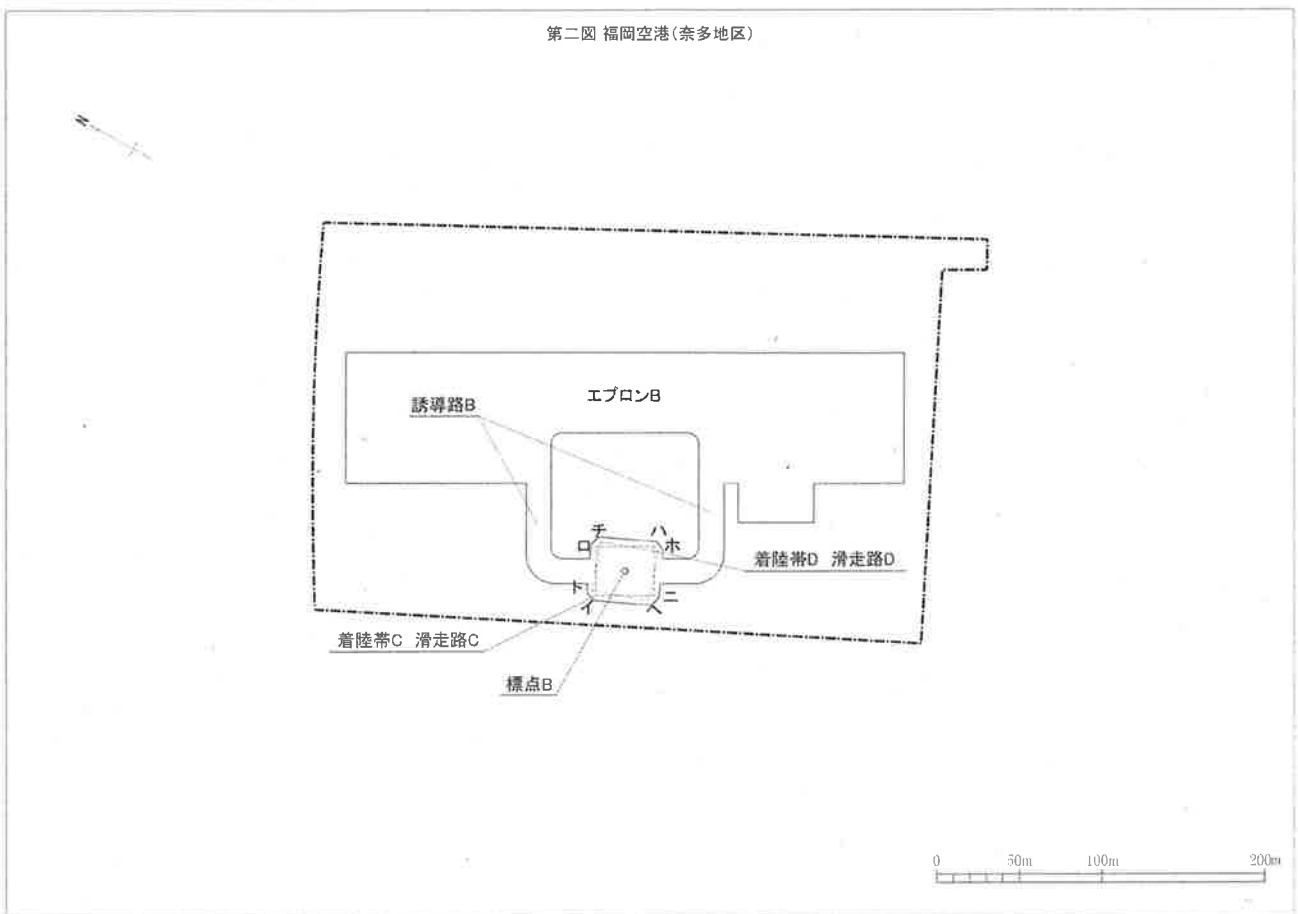 第二図 福岡空港(奈多地区)
N
エプロンB
誘導路B
チ ハ
ロ ホ
着陸帯D 滑走路D
ト ニ
イ ヘ
着陸帯C 滑走路C
標点B
0 50m 100m 200m